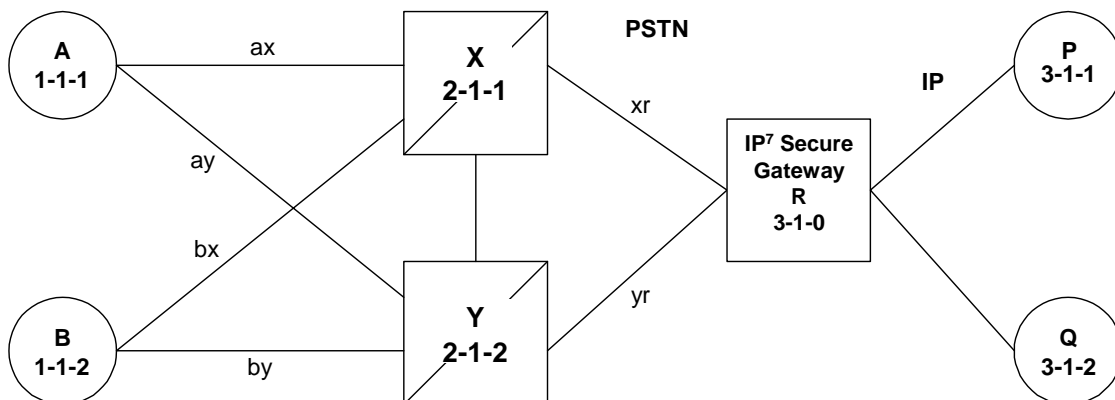 A
1-1-1
ax
X
2-1-1
PSTN
xr
IP
P
3-1-1
ay
IP⁷ Secure
Gateway
R
3-1-0
bx
B
1-1-2
by
Y
2-1-2
yr
Q
3-1-2